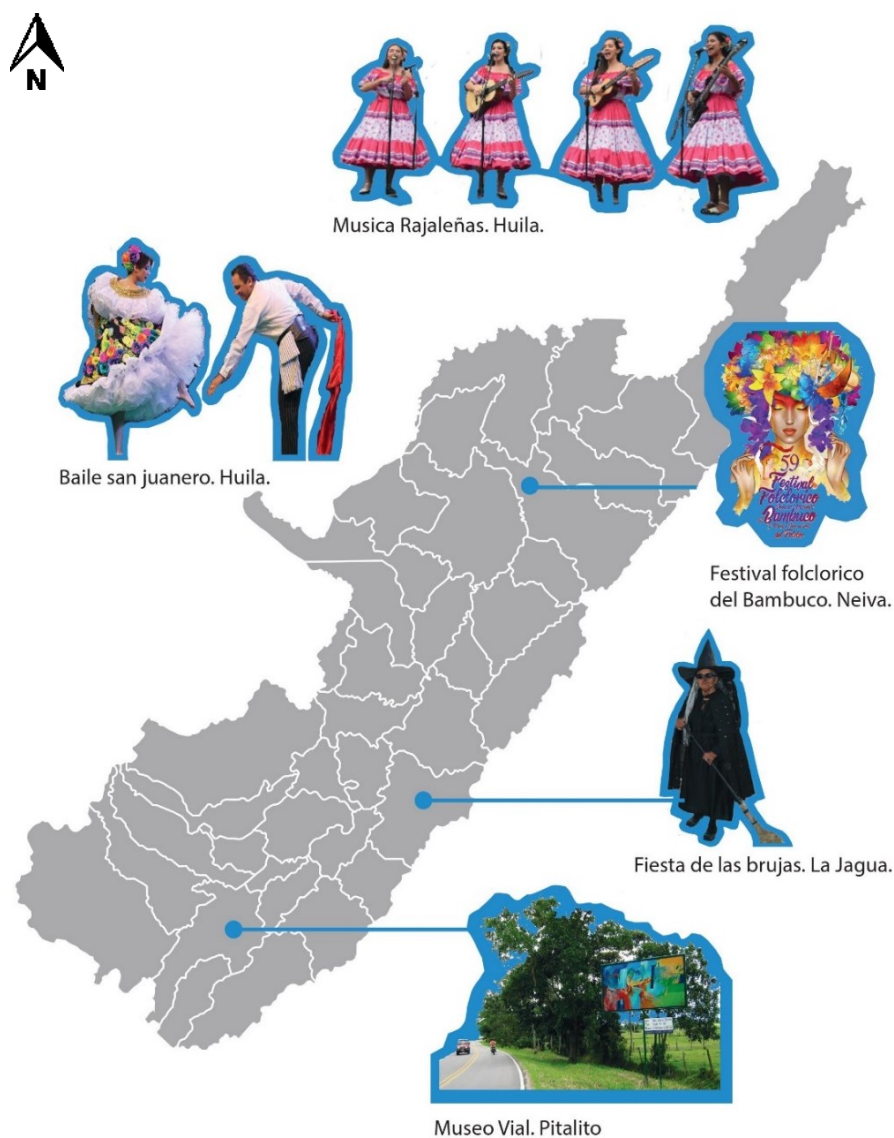 N
Musica Rajaleñas. Huila.
Baile san juanero. Huila.
59
Festival
Folclorico
Bambuco
Festival folclorico
del Bambuco. Neiva.
Fiesta de las brujas. La Jagua.
Museo Vial. Pitalito